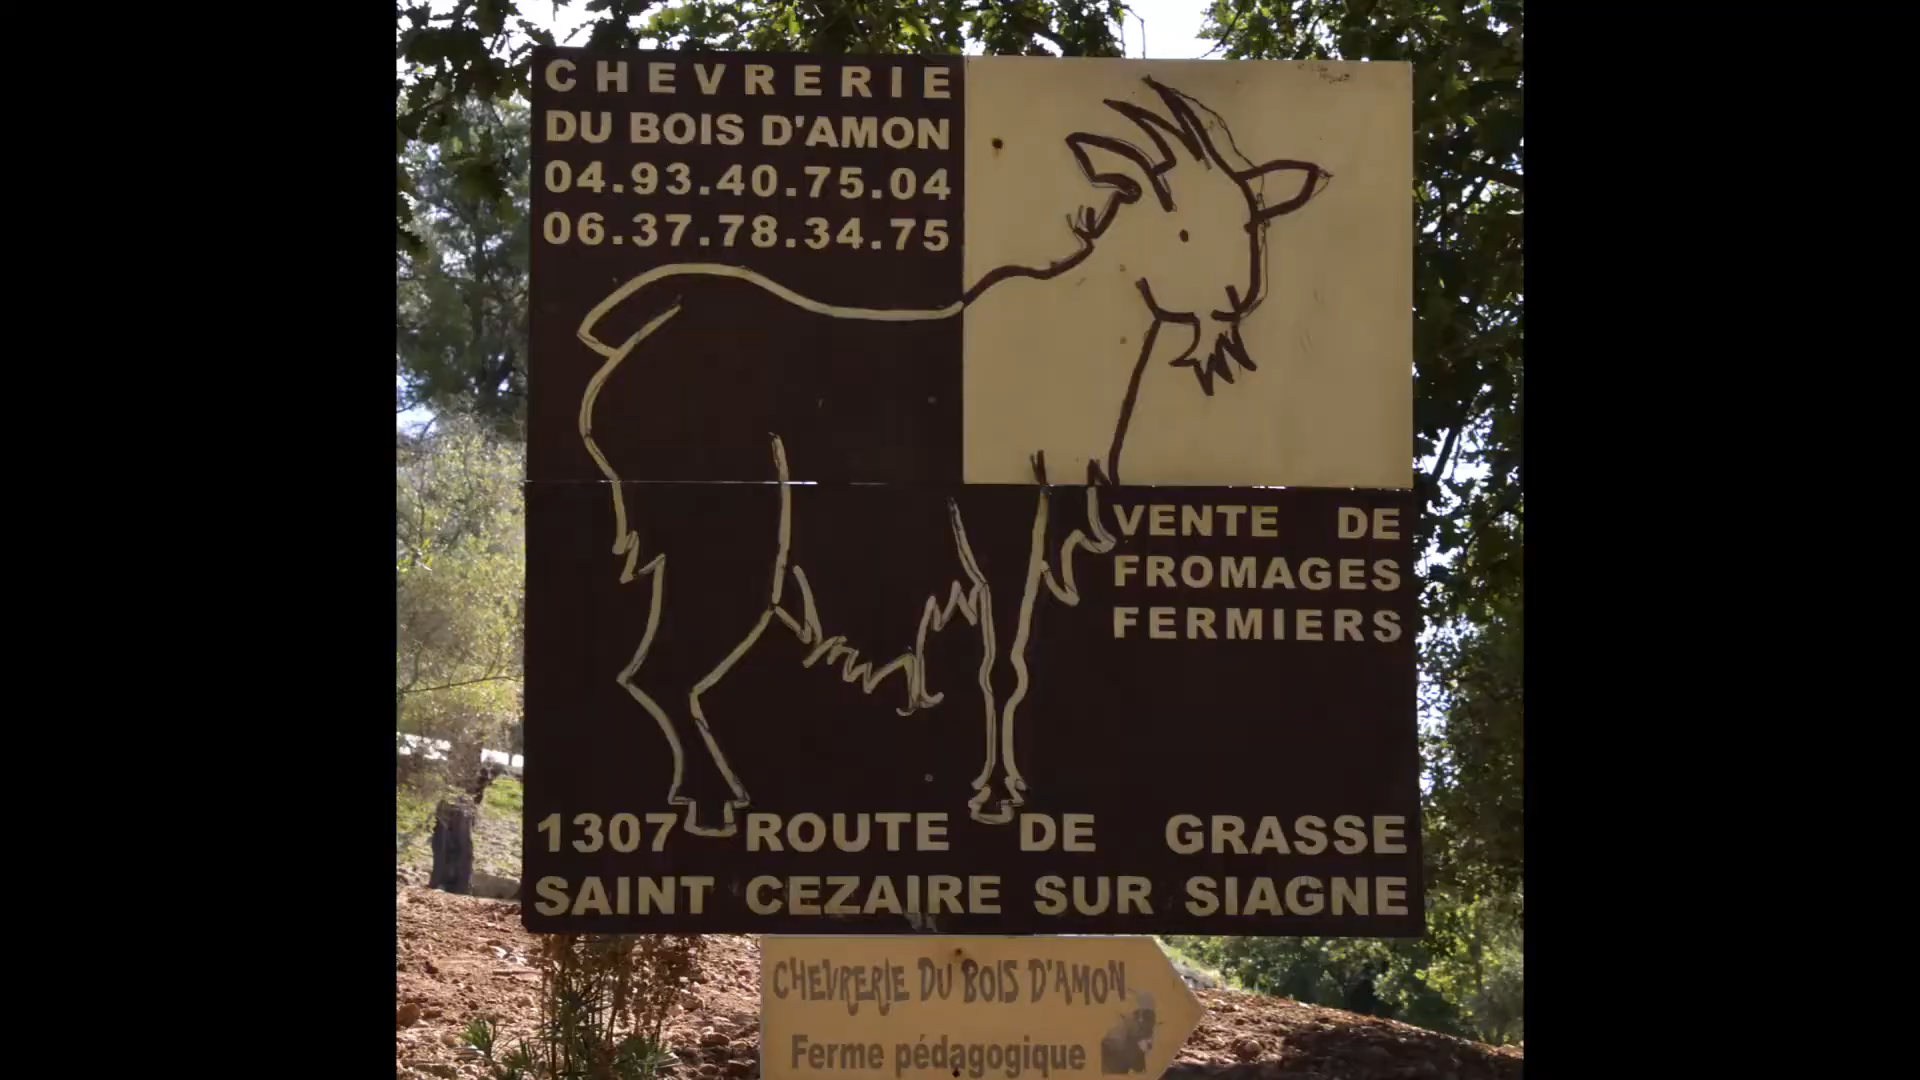 CHEVRERIE
DU BOIS D'AMON
04.93.40.75.04
06.37.78.34.75
VENTE DE
FROMAGES
FERMIERS
1307 ROUTE DE GRASSE
SAINT CEZAIRE SUR SIAGNE
CHEVRERIE DU BOIS D'AMON
Ferme pédagogique